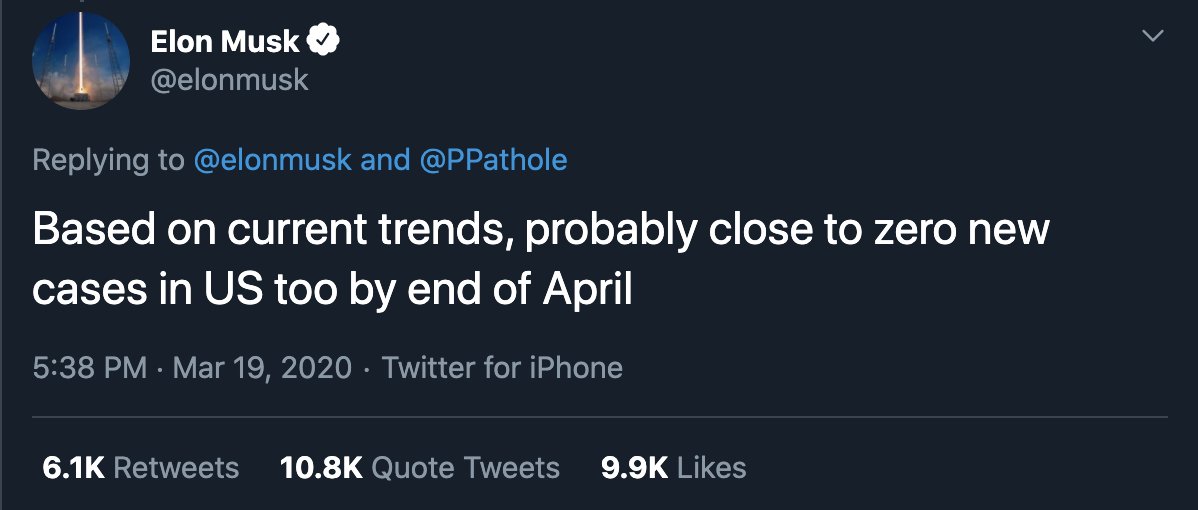 Elon Musk
@elonmusk
Replying to @elonmusk and @PPathole
Based on current trends, probably close to zero new
cases in US too by end of April
5:38 PM · Mar 19, 2020 · Twitter for iPhone
6.1K Retweets 10.8K Quote Tweets 9.9K Likes